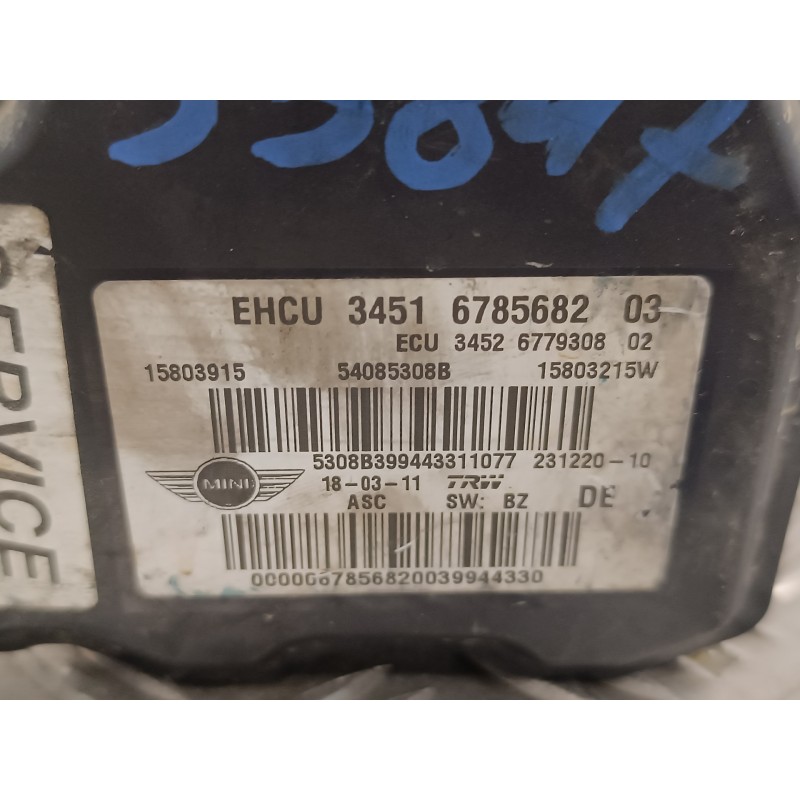 EHCU 3451 6785682 03
ECU 3452 6779308 02
15803915 54085308B 15803215W
5308B399443311077 231220-10
MINI 18-03-11 TRW
ASC SW: BZ DE
0000067856820039944330
SERVICE